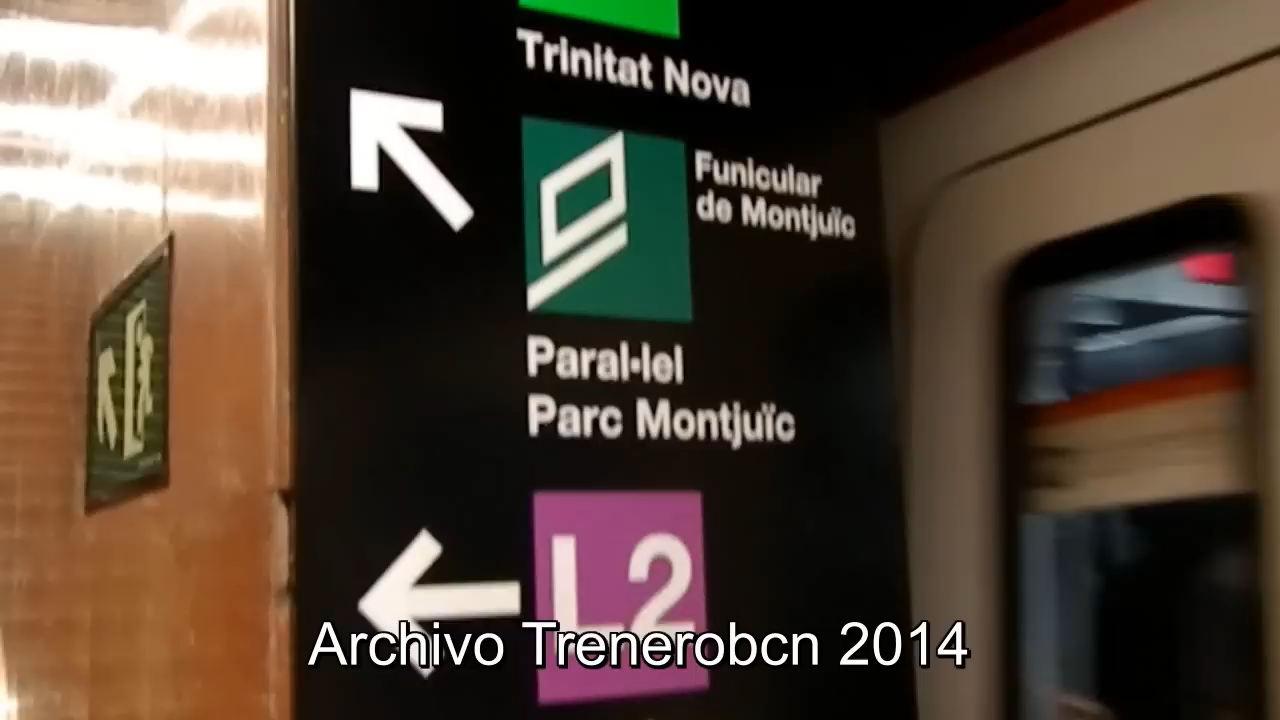 Trinitat Nova
Funicular
de Montjuïc
Paral·lel
Parc Montjuïc
L2
Archivo Trenerobcn 2014